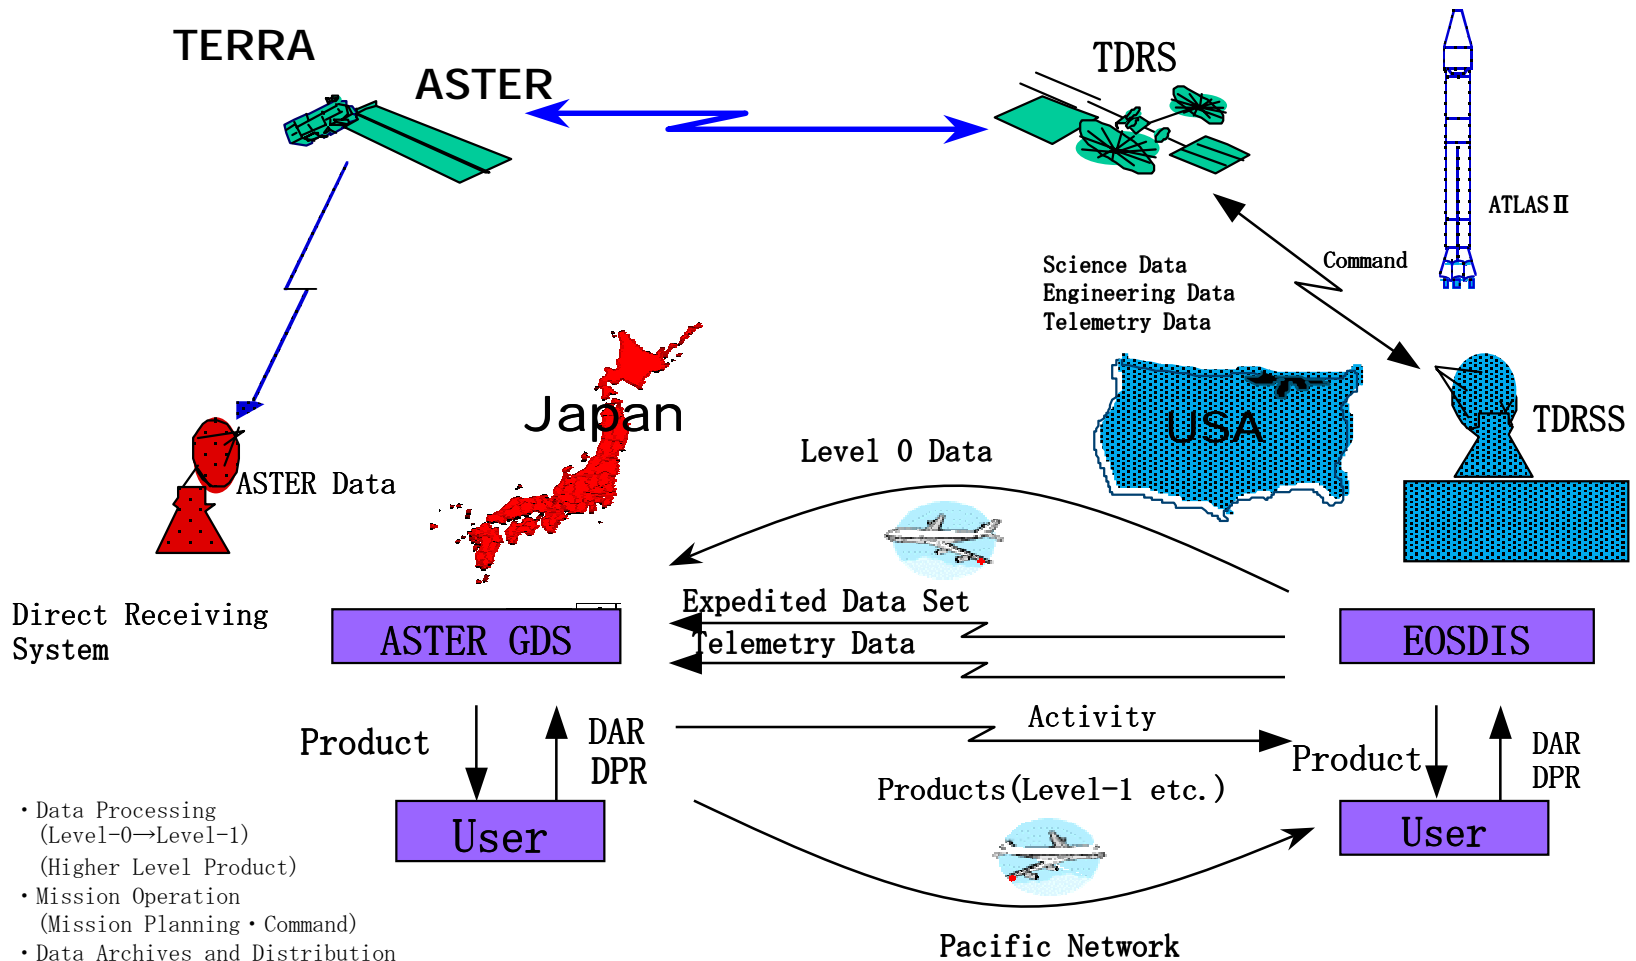 TERRA
ASTER
TDRS
ATLASⅡ
Command
Science Data
Engineering Data
Telemetry Data
Japan
USA
TDRSS
Level 0 Data
ASTER Data
Direct Receiving
System
Expedited Data Set
ASTER GDS
Telemetry Data
EOSDIS
Activity
Product
DAR
DPR
Product
DAR
DPR
Products(Level-1 etc.)
User
User
・Data Processing
(Level-0→Level-1)
(Higher Level Product)
・Mission Operation
(Mission Planning・Command)
・Data Archives and Distribution
Pacific Network